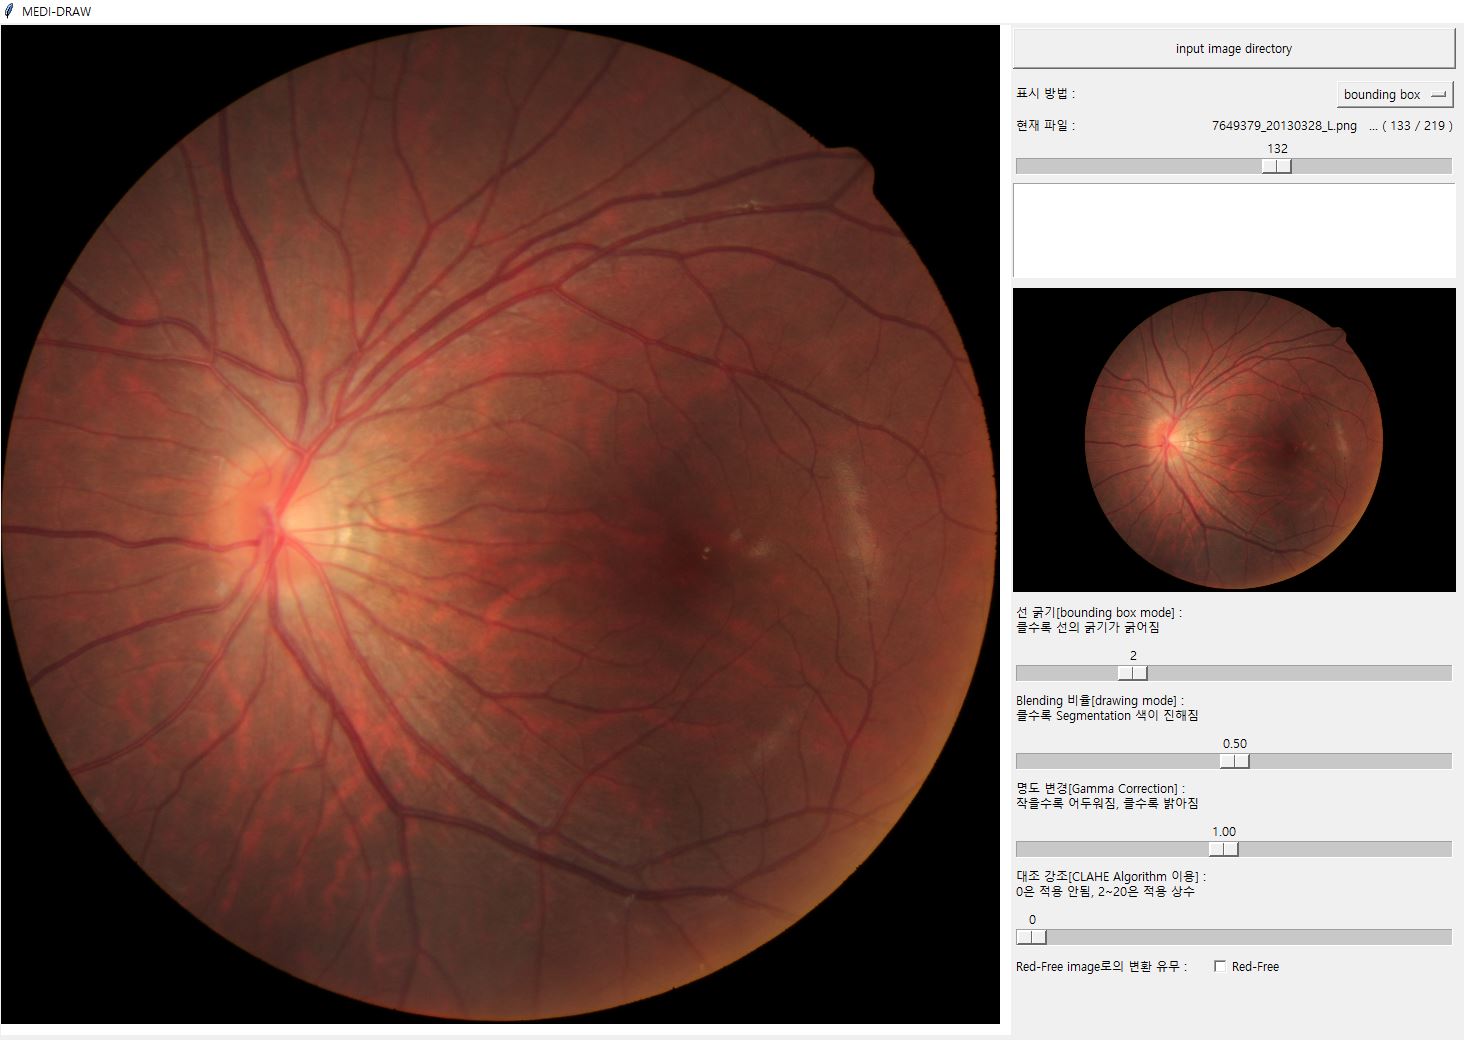 MEDI-DRAW
input image directory
표시 방법 : bounding box
현재 파일 : 7649379_20130328_L.png ... ( 133 / 219 )
132
선 굵기[bounding box mode] :
클수록 선의 굵기가 굵어짐
2
Blending 비율[drawing mode] :
클수록 Segmentation 색이 진해짐
0.50
명도 변경[Gamma Correction] :
작을수록 어두워짐, 클수록 밝아짐
1.00
대조 강조[CLAHE Algorithm 이용] :
0은 적용 안됨, 2~20은 적용 상수
0
Red-Free image로의 변환 유무 : Red-Free